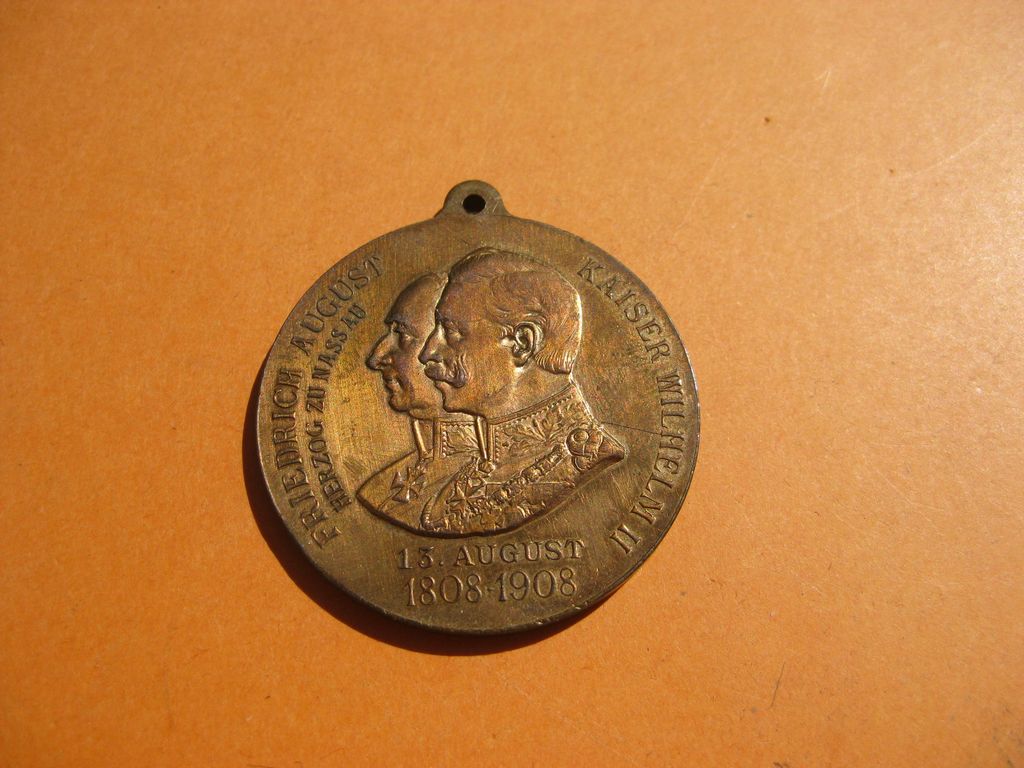 FRIEDRICH AUGUST
HERZOG ZU NASSAU
KAISER WILHELM II
13. AUGUST
1808-1908